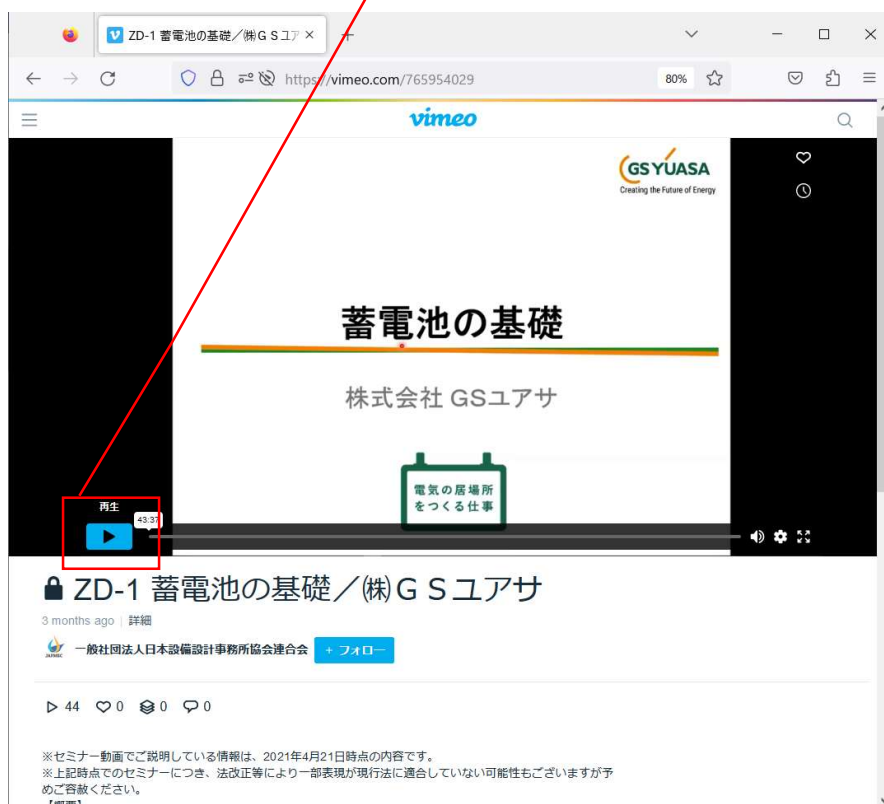 ZD-1 蓄電池の基礎／㈱GSユア
https://vimeo.com/765954029
80%
vimeo
GS YUASA
Creating the Future of Energy
蓄電池の基礎
株式会社 GSユアサ
電気の居場所
をつくる仕事
再生
43:37
ZD-1 蓄電池の基礎／㈱ＧＳユアサ
3 months ago | 詳細
一般社団法人日本設備設計事務所協会連合会 + フォロー
44 0 0 0
※セミナー動画でご説明している情報は、2021年4月21日時点の内容です。
※上記時点でのセミナーにつき、法改正等により一部表現が現行法に適合していない可能性もございますが予
めご容赦ください。
【概要】